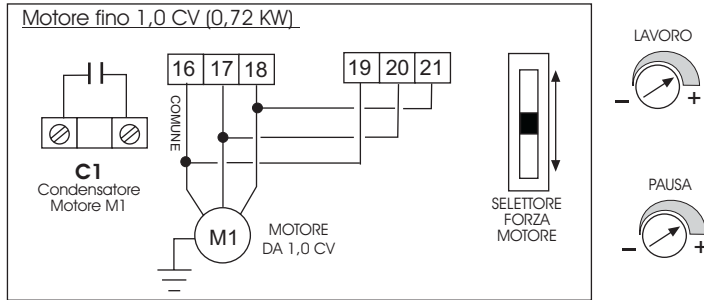 Motore fino 1,0 CV (0,72 KW)
16 17 18
19 20 21
COMUNE
C1
Condensatore
Motore M1
M1
MOTORE
DA 1,0 CV
SELETTORE
FORZA
MOTORE
LAVORO
– +
PAUSA
– +